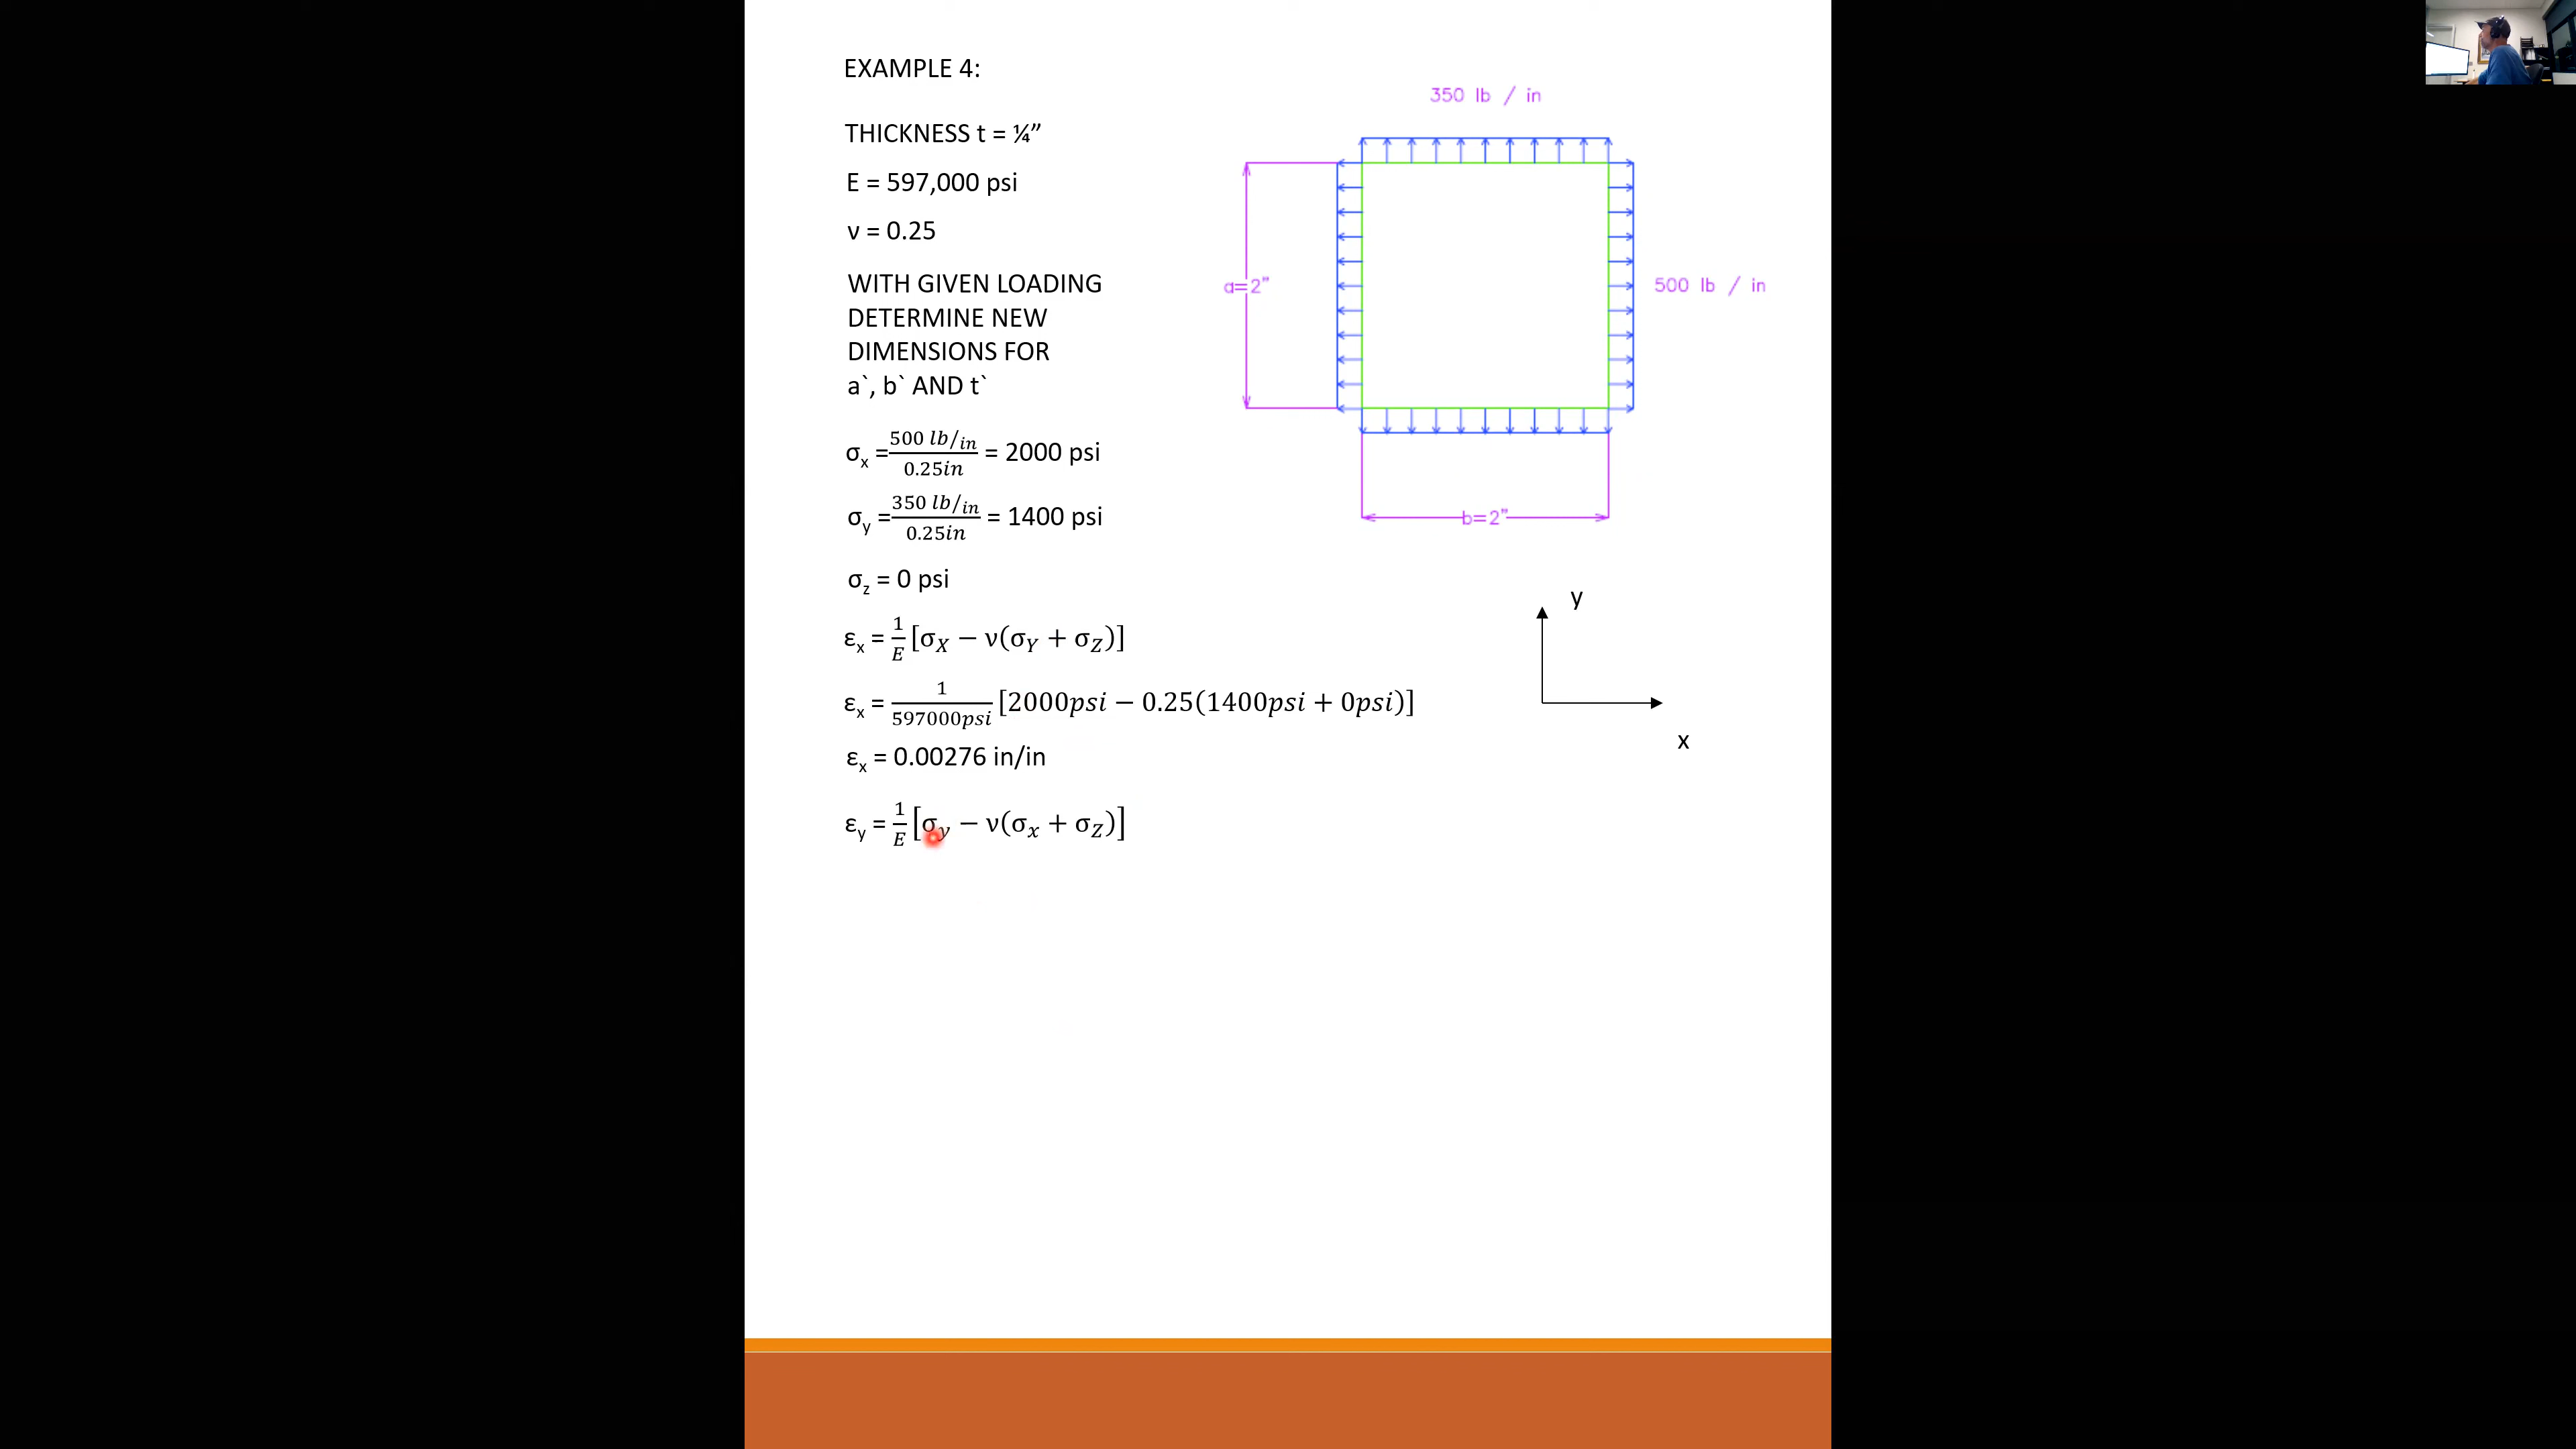 EXAMPLE 4:
THICKNESS t = ¼”
E = 597,000 psi
ν = 0.25
WITH GIVEN LOADING
DETERMINE NEW
DIMENSIONS FOR
a`, b` AND t`
σx = 500 lb/in / 0.25in = 2000 psi
σy = 350 lb/in / 0.25in = 1400 psi
σz = 0 psi
εx = 1/E [σX − ν(σY + σZ)]
εx = 1/597000psi [2000psi − 0.25(1400psi + 0psi)]
εx = 0.00276 in/in
εy = 1/E [σy − ν(σx + σZ)]
350 lb / in
a=2”
500 lb / in
b=2”
y
x